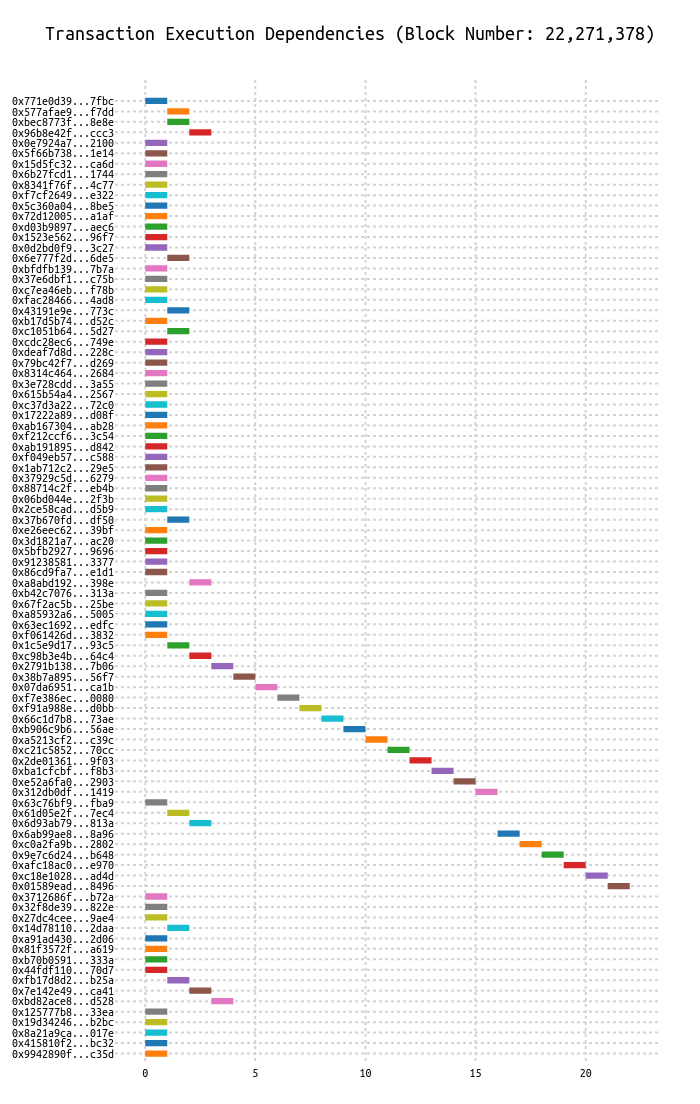 Transaction Execution Dependencies (Block Number: 22,271,378)
0x771e0d39...7fbc
0x577afae9...f7dd
0xbec8773f...8e8e
0x96b8e42f...ccc3
0x0e7924a7...2100
0x5f66b738...1e14
0x15d5fc32...ca6d
0x6b27fcd1...1744
0x8341f76f...4c77
0xf7cf2649...e322
0x5c360a04...8be5
0x72d12005...a1af
0xd03b9897...aec6
0x1523e562...96f7
0x0d2bd0f9...3c27
0x6e777f2d...6de5
0xbfdfb139...7b7a
0x37e6dbf1...c75b
0xc7ea46eb...f78b
0xfac28466...4ad8
0x43191e9e...773c
0xb17d5b74...d52c
0xc1051b64...5d27
0xcdc28ec6...749e
0xdeaf7d8d...228c
0x79bc42f7...d269
0x8314c464...2684
0x3e728cdd...3a55
0x615b54a4...2567
0xc37d3a22...72c0
0x17222a89...d08f
0xab167304...ab28
0xf212ccf6...3c54
0xab191895...d842
0xf049eb57...c588
0x1ab712c2...29e5
0x37929c5d...6279
0x88714c2f...eb4b
0x06bd044e...2f3b
0x2ce58cad...d5b9
0x37b670fd...df50
0xe26eec62...39bf
0x3d1821a7...ac20
0x5bfb2927...9696
0x91238581...3377
0x86cd9fa7...e1d1
0xa8abd192...398e
0xb42c7076...313a
0x67f2ac5b...25be
0xa85932a6...5005
0x63ec1692...edfc
0xf061426d...3832
0x1c5e9d17...93c5
0xc98b3e4b...64c4
0x2791b138...7b06
0x38b7a895...56f7
0x07da6951...ca1b
0xf7e386ec...0080
0xf91a988e...d0bb
0x66c1d7b8...73ae
0xb906c9b6...56ae
0xa5213cf2...c39c
0xc21c5852...70cc
0x2de01361...9f03
0xba1cfcbf...f8b3
0xe52a6fa0...2903
0x312db0df...1419
0x63c76bf9...fba9
0x61d05e2f...7ec4
0x6d93ab79...813a
0x6ab99ae8...8a96
0xc0a2fa9b...2802
0x9e7c6d24...b648
0xafc18ac0...e970
0xc18e1028...ad4d
0x01589ead...8496
0x3712686f...b72a
0x32f8de39...822e
0x27dc4cee...9ae4
0x14d78110...2daa
0xa91ad430...2d06
0x81f3572f...a619
0xb70b0591...333a
0x44fdf110...70d7
0xfb17d8d2...b25a
0x7e142e49...ca41
0xbd82ace8...d528
0x125777b8...33ea
0x19d34246...b2bc
0x8a21a9ca...017e
0x415810f2...bc32
0x9942890f...c35d
0 5 10 15 20